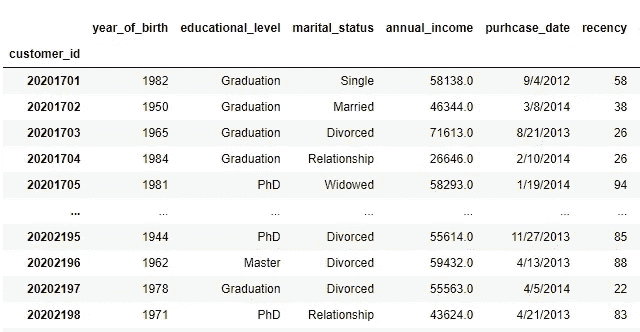 year_of_birth educational_level marital_status annual_income purhcase_date recency
customer_id
20201701 1982 Graduation Single 58138.0 9/4/2012 58
20201702 1950 Graduation Married 46344.0 3/8/2014 38
20201703 1965 Graduation Divorced 71613.0 8/21/2013 26
20201704 1984 Graduation Relationship 26646.0 2/10/2014 26
20201705 1981 PhD Widowed 58293.0 1/19/2014 94
... ... ... ... ... ... ...
20202195 1944 PhD Divorced 55614.0 11/27/2013 85
20202196 1962 Master Divorced 59432.0 4/13/2013 88
20202197 1978 Graduation Divorced 55563.0 4/5/2014 22
20202198 1971 PhD Relationship 43624.0 4/21/2013 83